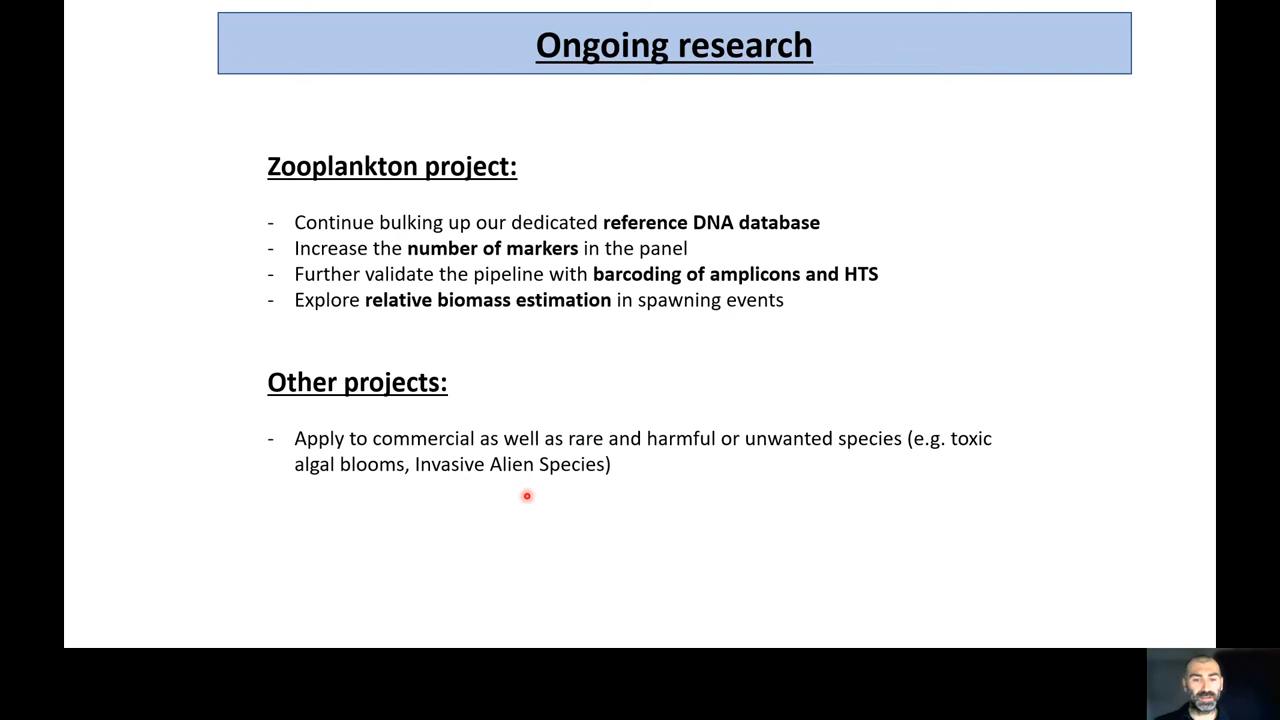 Ongoing research
Zooplankton project:
- Continue bulking up our dedicated reference DNA database
- Increase the number of markers in the panel
- Further validate the pipeline with barcoding of amplicons and HTS
- Explore relative biomass estimation in spawning events
Other projects:
- Apply to commercial as well as rare and harmful or unwanted species (e.g. toxic
algal blooms, Invasive Alien Species)